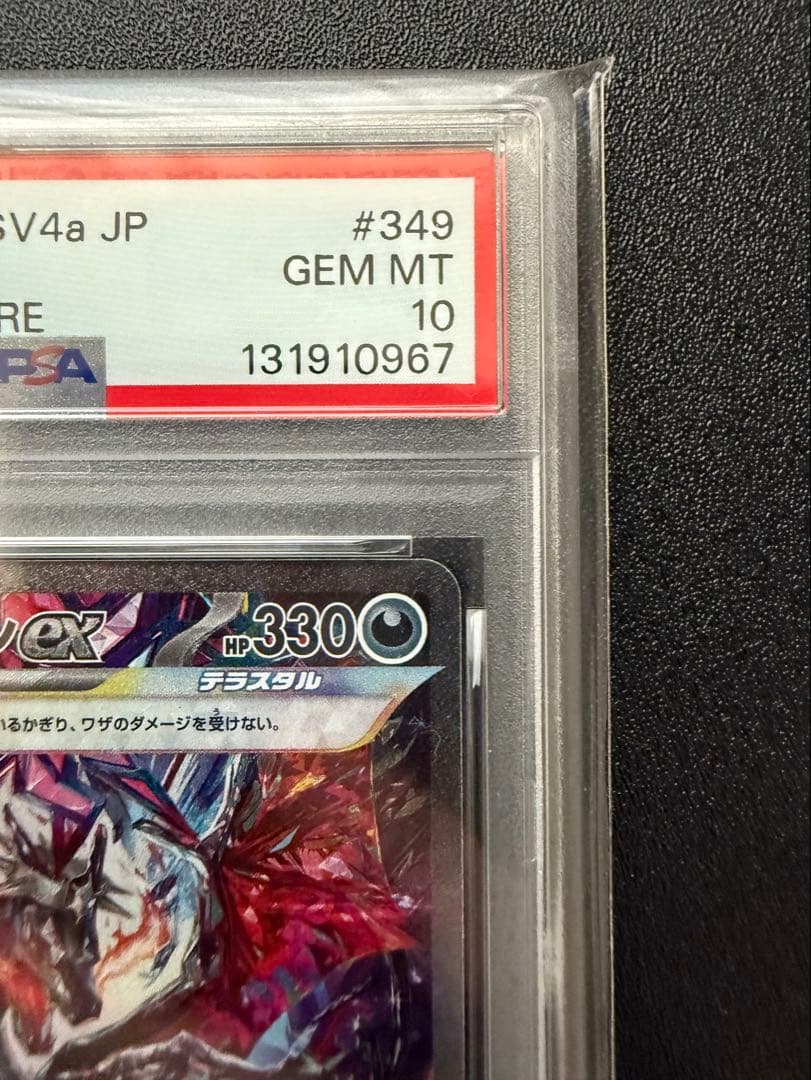 SV4a JP #349
GEM MT
RE 10
PSA 131910967
ex HP330
テラスタル
いるかぎり、ワザのダメージを受けない。